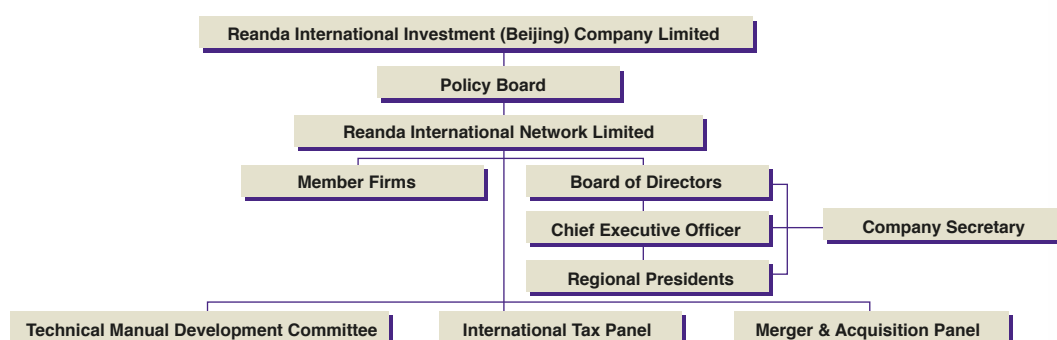 Reanda International Investment (Beijing) Company Limited
Policy Board
Reanda International Network Limited
Member Firms
Board of Directors
Chief Executive Officer
Company Secretary
Regional Presidents
Technical Manual Development Committee
International Tax Panel
Merger & Acquisition Panel